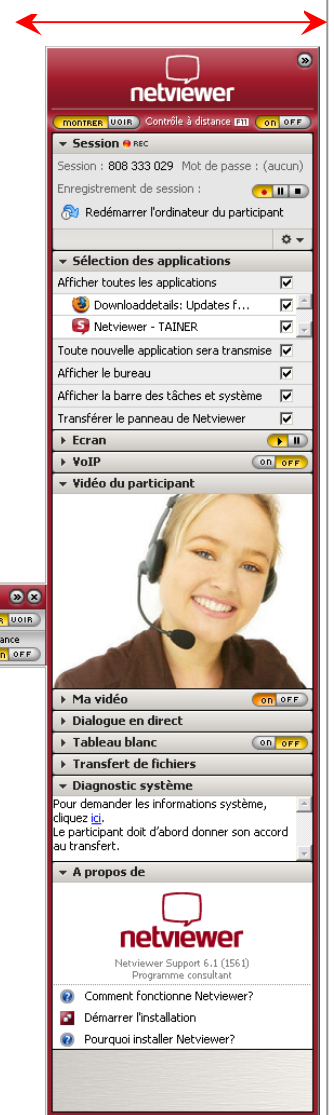 netviewer
MONTRER VOIR Contrôle à distance F11 on OFF
Session REC
Session : 808 333 029 Mot de passe : (aucun)
Enregistrement de session :
Redémarrer l'ordinateur du participant
Sélection des applications
Afficher toutes les applications
Downloaddetails: Updates f...
Netviewer - TAINER
Toute nouvelle application sera transmise
Afficher le bureau
Afficher la barre des tâches et système
Transférer le panneau de Netviewer
Ecran
VoIP on OFF
Vidéo du participant
R VOIR
ance
n OFF
Ma vidéo on OFF
Dialogue en direct
Tableau blanc on OFF
Transfert de fichiers
Diagnostic système
Pour demander les informations système,
cliquez ici.
Le participant doit d'abord donner son accord
au transfert.
A propos de
netviewer
Netviewer Support 6.1 (1561)
Programme consultant
Comment fonctionne Netviewer?
Démarrer l'installation
Pourquoi installer Netviewer?